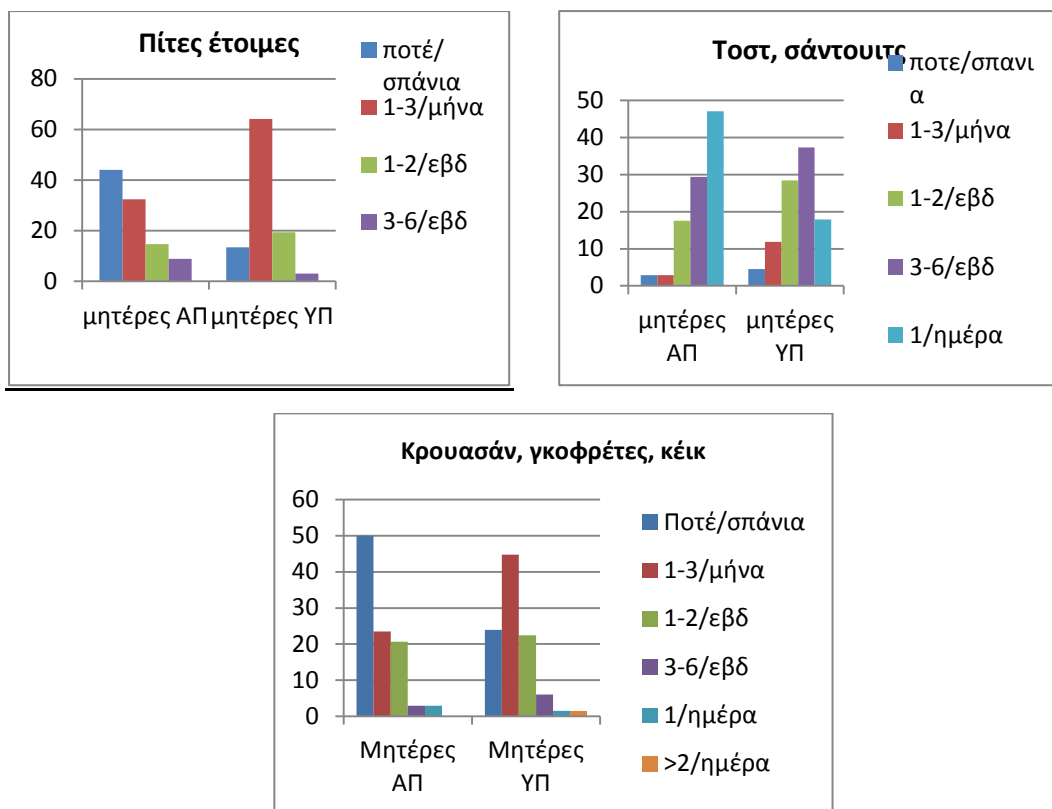 Πίτες έτοιμες
80
60
40
20
0
μητέρες ΑΠ μητέρες ΥΠ
ποτέ/
σπάνια
1-3/μήνα
1-2/εβδ
3-6/εβδ
Τοστ, σάντουιτς
50
40
30
20
10
0
μητέρες
ΑΠ
μητέρες
ΥΠ
ποτε/σπανι
α
1-3/μήνα
1-2/εβδ
3-6/εβδ
1/ημέρα
Κρουασάν, γκοφρέτες, κέικ
60
50
40
30
20
10
0
Μητέρες
ΑΠ
Μητέρες
ΥΠ
Ποτέ/σπάνια
1-3/μήνα
1-2/εβδ
3-6/εβδ
1/ημέρα
>2/ημέρα